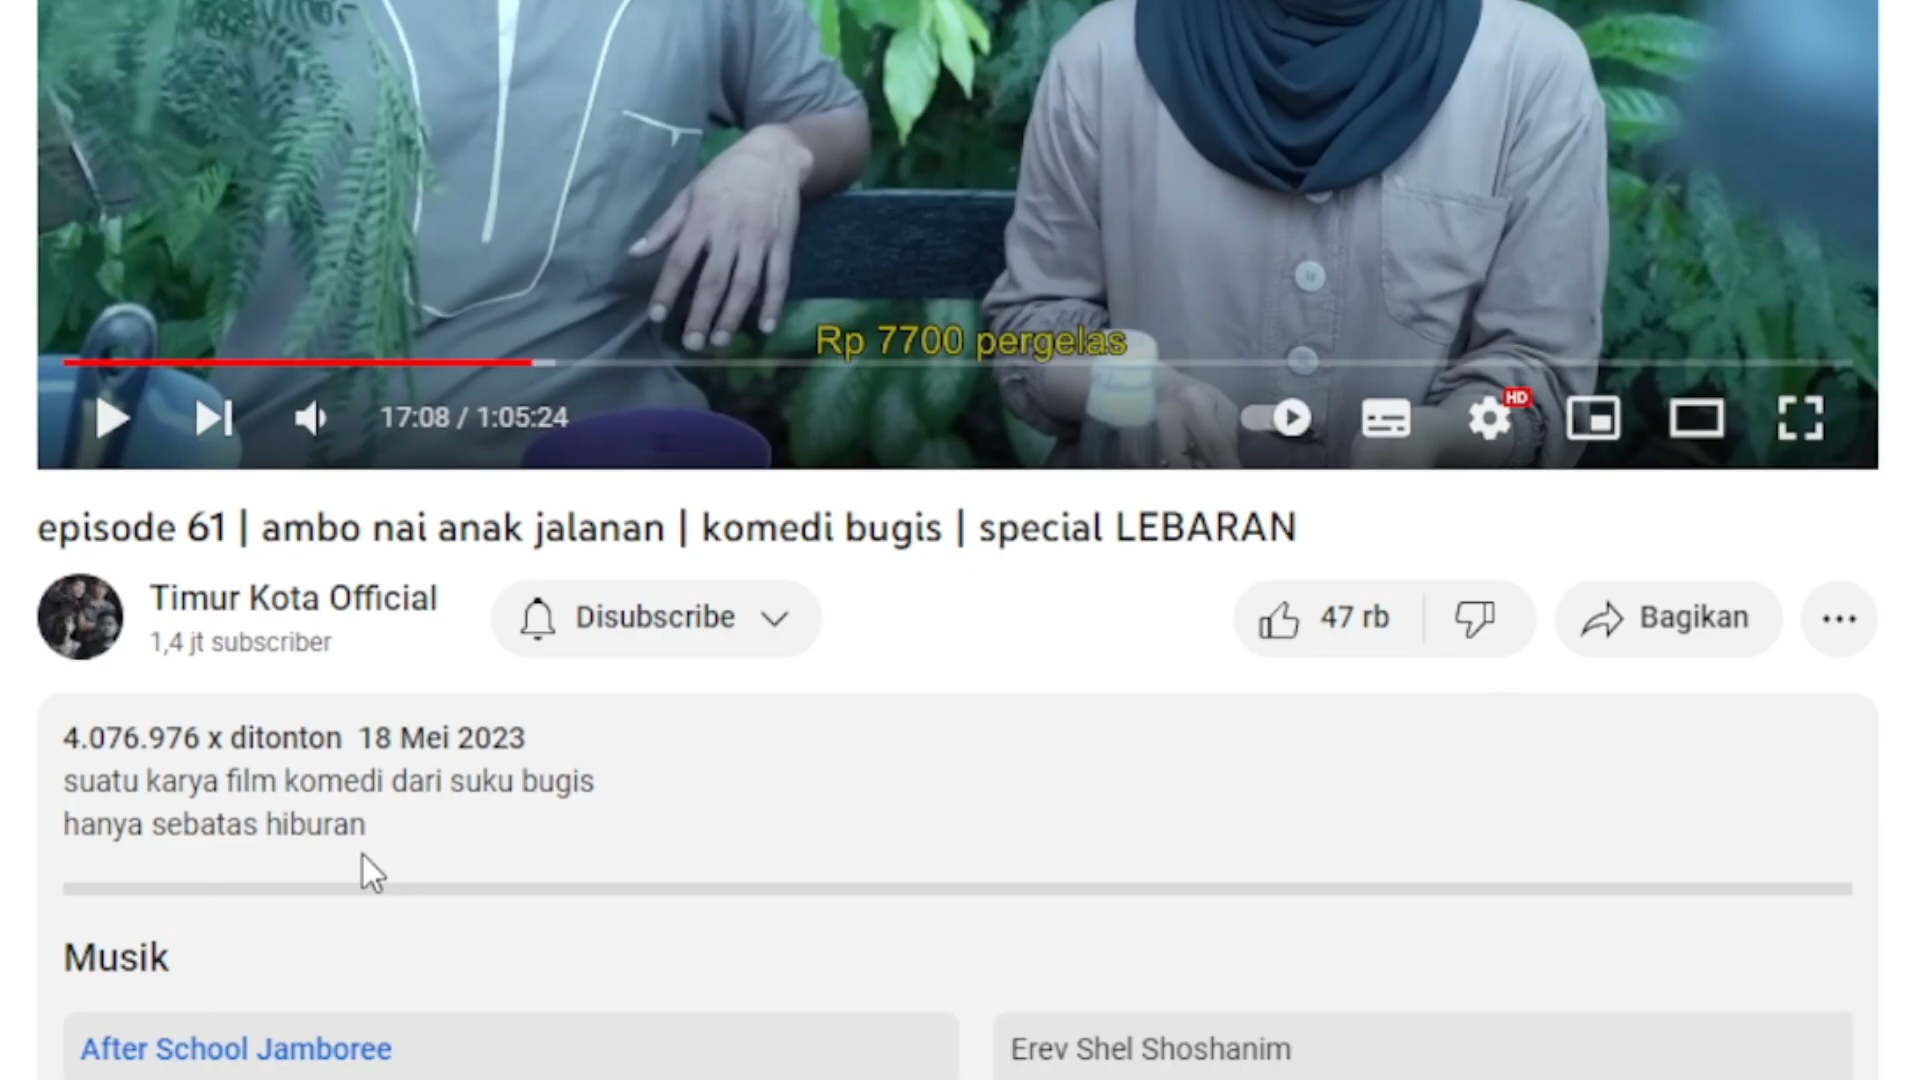 Rp 7700 pergelas
17:08 / 1:05:24
HD
episode 61 | ambo nai anak jalanan | komedi bugis | special LEBARAN
Timur Kota Official
1,4 jt subscriber
Disubscribe
47 rb
Bagikan
4.076.976 x ditonton 18 Mei 2023
suatu karya film komedi dari suku bugis
hanya sebatas hiburan
Musik
After School Jamboree
Erev Shel Shoshanim